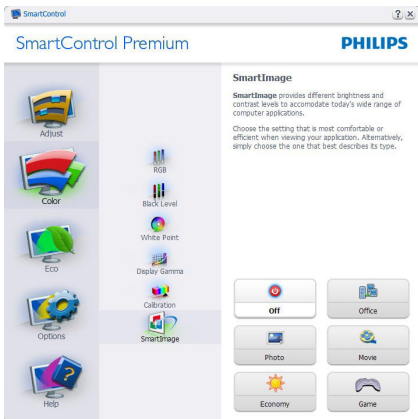 SmartControl
SmartControl Premium
PHILIPS
Adjust
Color
Eco
Options
Help
RGB
Black Level
White Point
Display Gamma
Calibration
SmartImage
SmartImage
SmartImage provides different brightness and
contrast levels to accomodate today's wide range of
computer applications.
Choose the setting that is most comfortable or
efficient when viewing your application. Alternatively,
simply choose the one that best describes its type.
Off
Office
Photo
Movie
Economy
Game